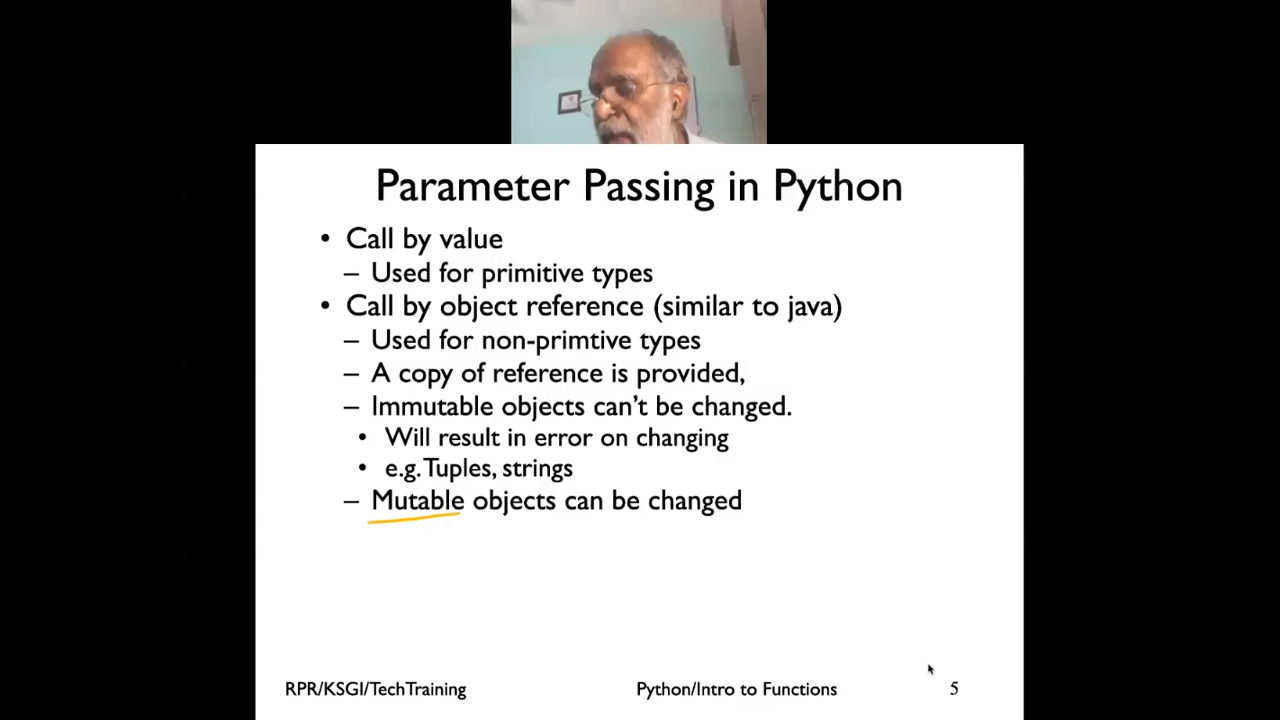 Parameter Passing in Python
• Call by value
– Used for primitive types
• Call by object reference (similar to java)
– Used for non-primtive types
– A copy of reference is provided,
– Immutable objects can't be changed.
• Will result in error on changing
• e.g. Tuples, strings
– Mutable objects can be changed
RPR/KSGI/TechTraining
Python/Intro to Functions
5